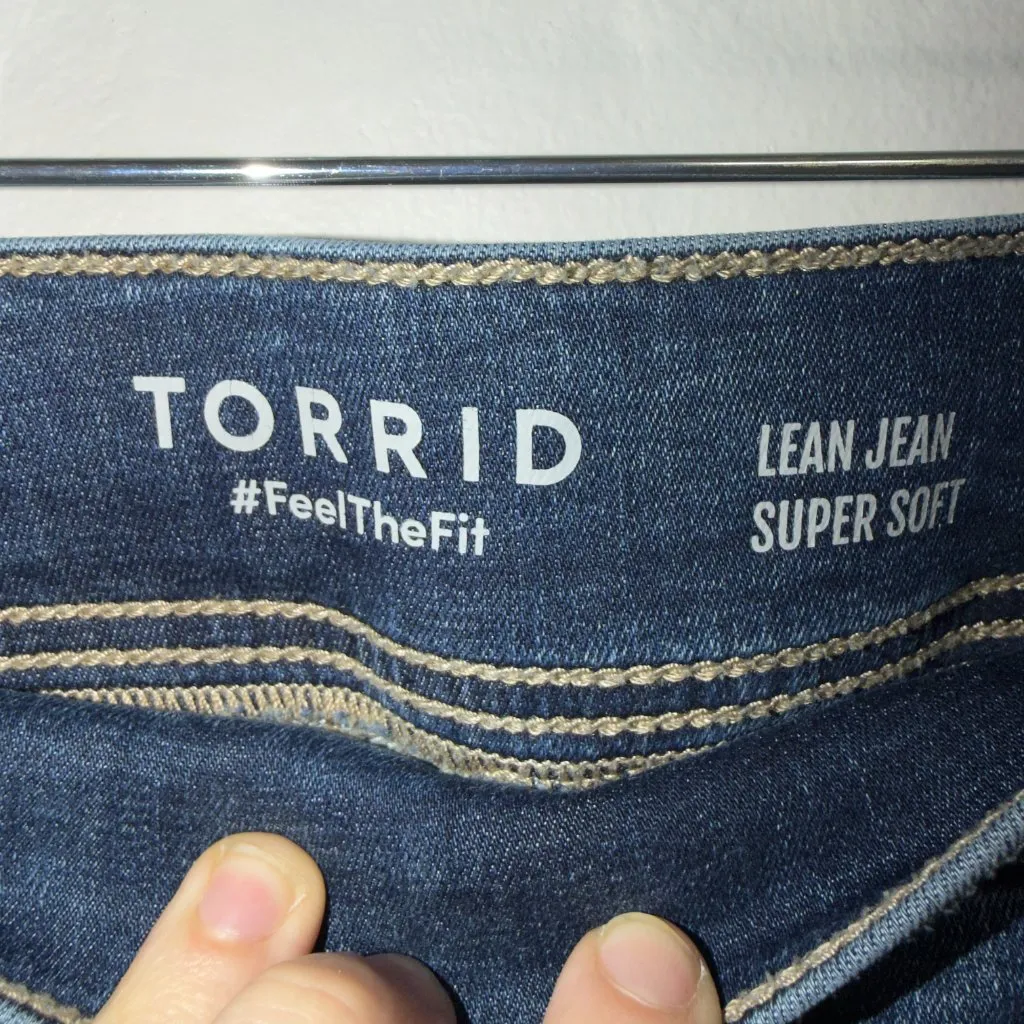 TORRID
#FeelTheFit
LEAN JEAN
SUPER SOFT